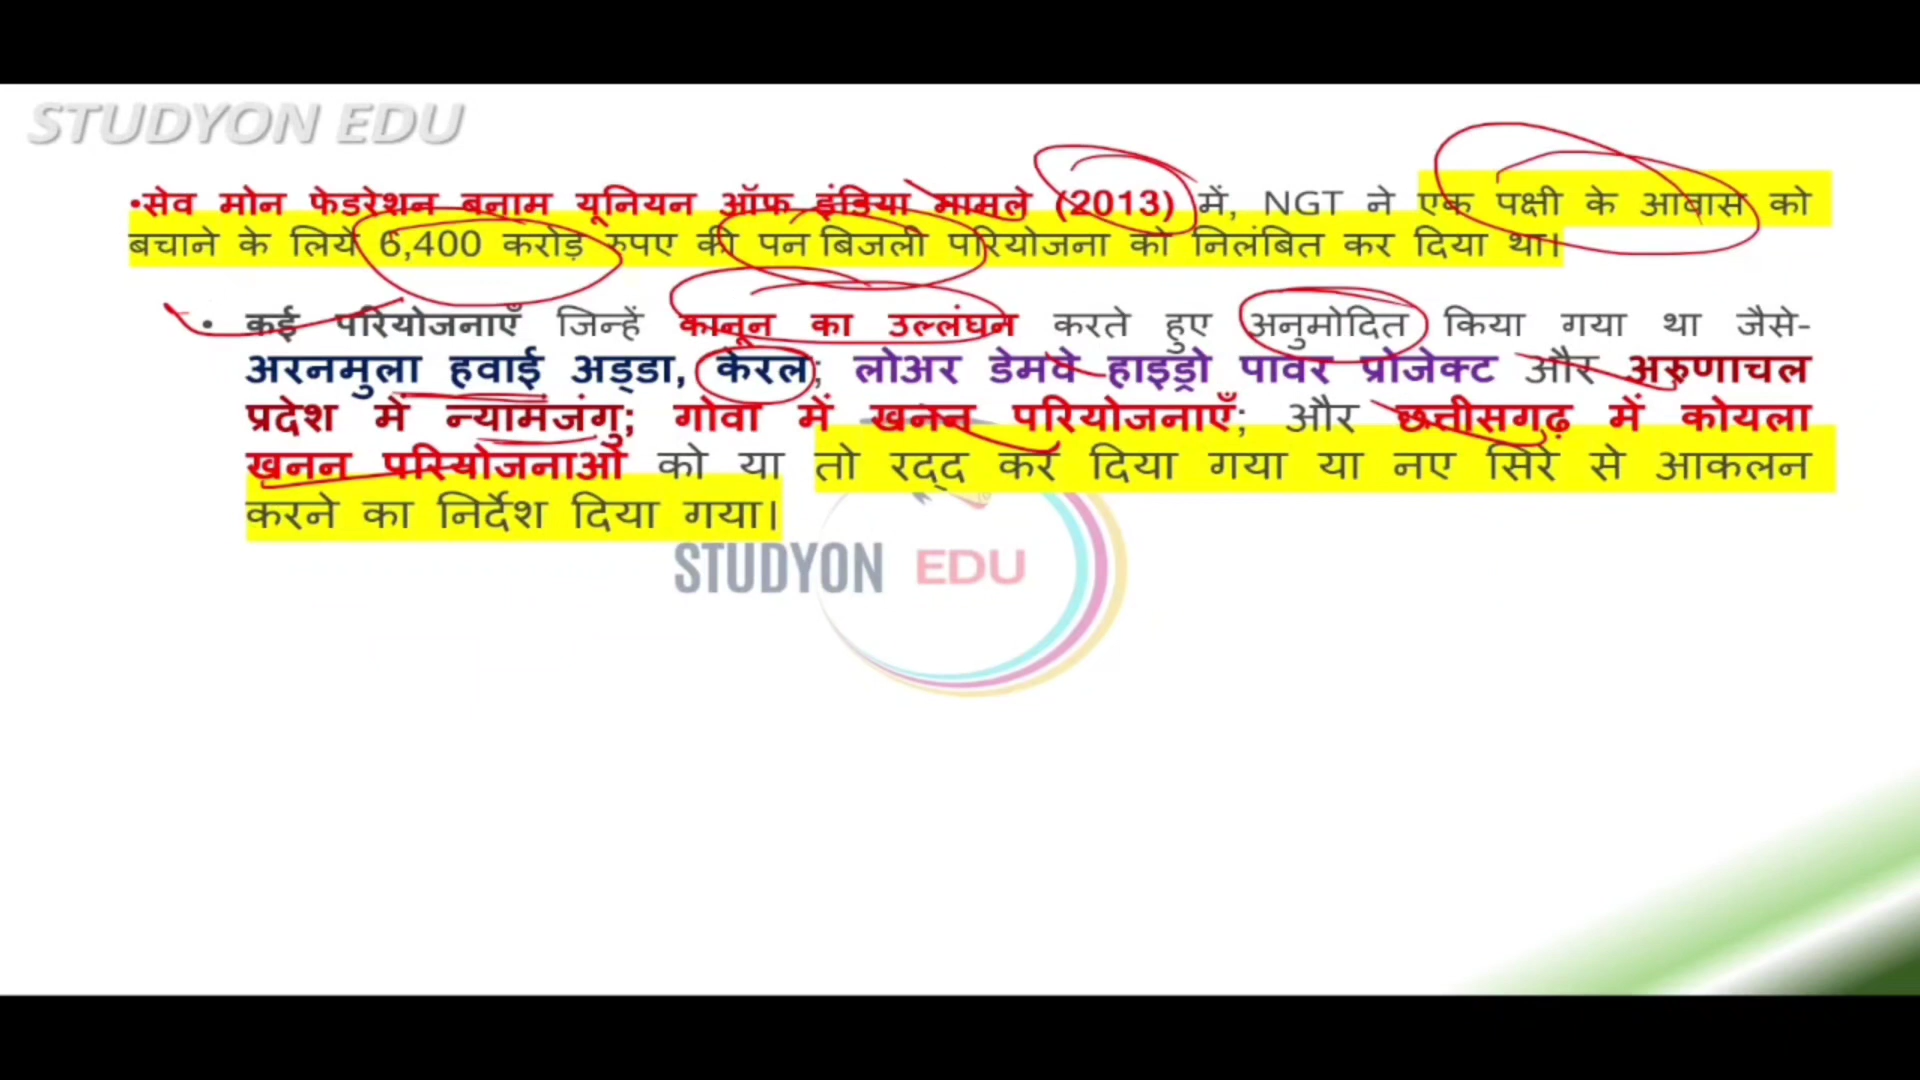 STUDYON EDU
•सेव मोन फेडरेशन बनाम यूनियन ऑफ इंडिया मामले (2013) में, NGT ने एक पक्षी के आवास को
बचाने के लिये 6,400 करोड़ रुपए की पन बिजली परियोजना को निलंबित कर दिया था।
• कई परियोजनाएँ जिन्हें कानून का उल्लंघन करते हुए अनुमोदित किया गया था जैसे-
अरनमुला हवाई अड्डा, केरल; लोअर डेमवे हाइड्रो पावर प्रोजेक्ट और अरुणाचल
प्रदेश में न्यामजंगु; गोवा में खनन परियोजनाएँ; और छत्तीसगढ़ में कोयला
खनन परियोजनाओं को या तो रद्द कर दिया गया या नए सिरे से आकलन
करने का निर्देश दिया गया।
STUDYON EDU